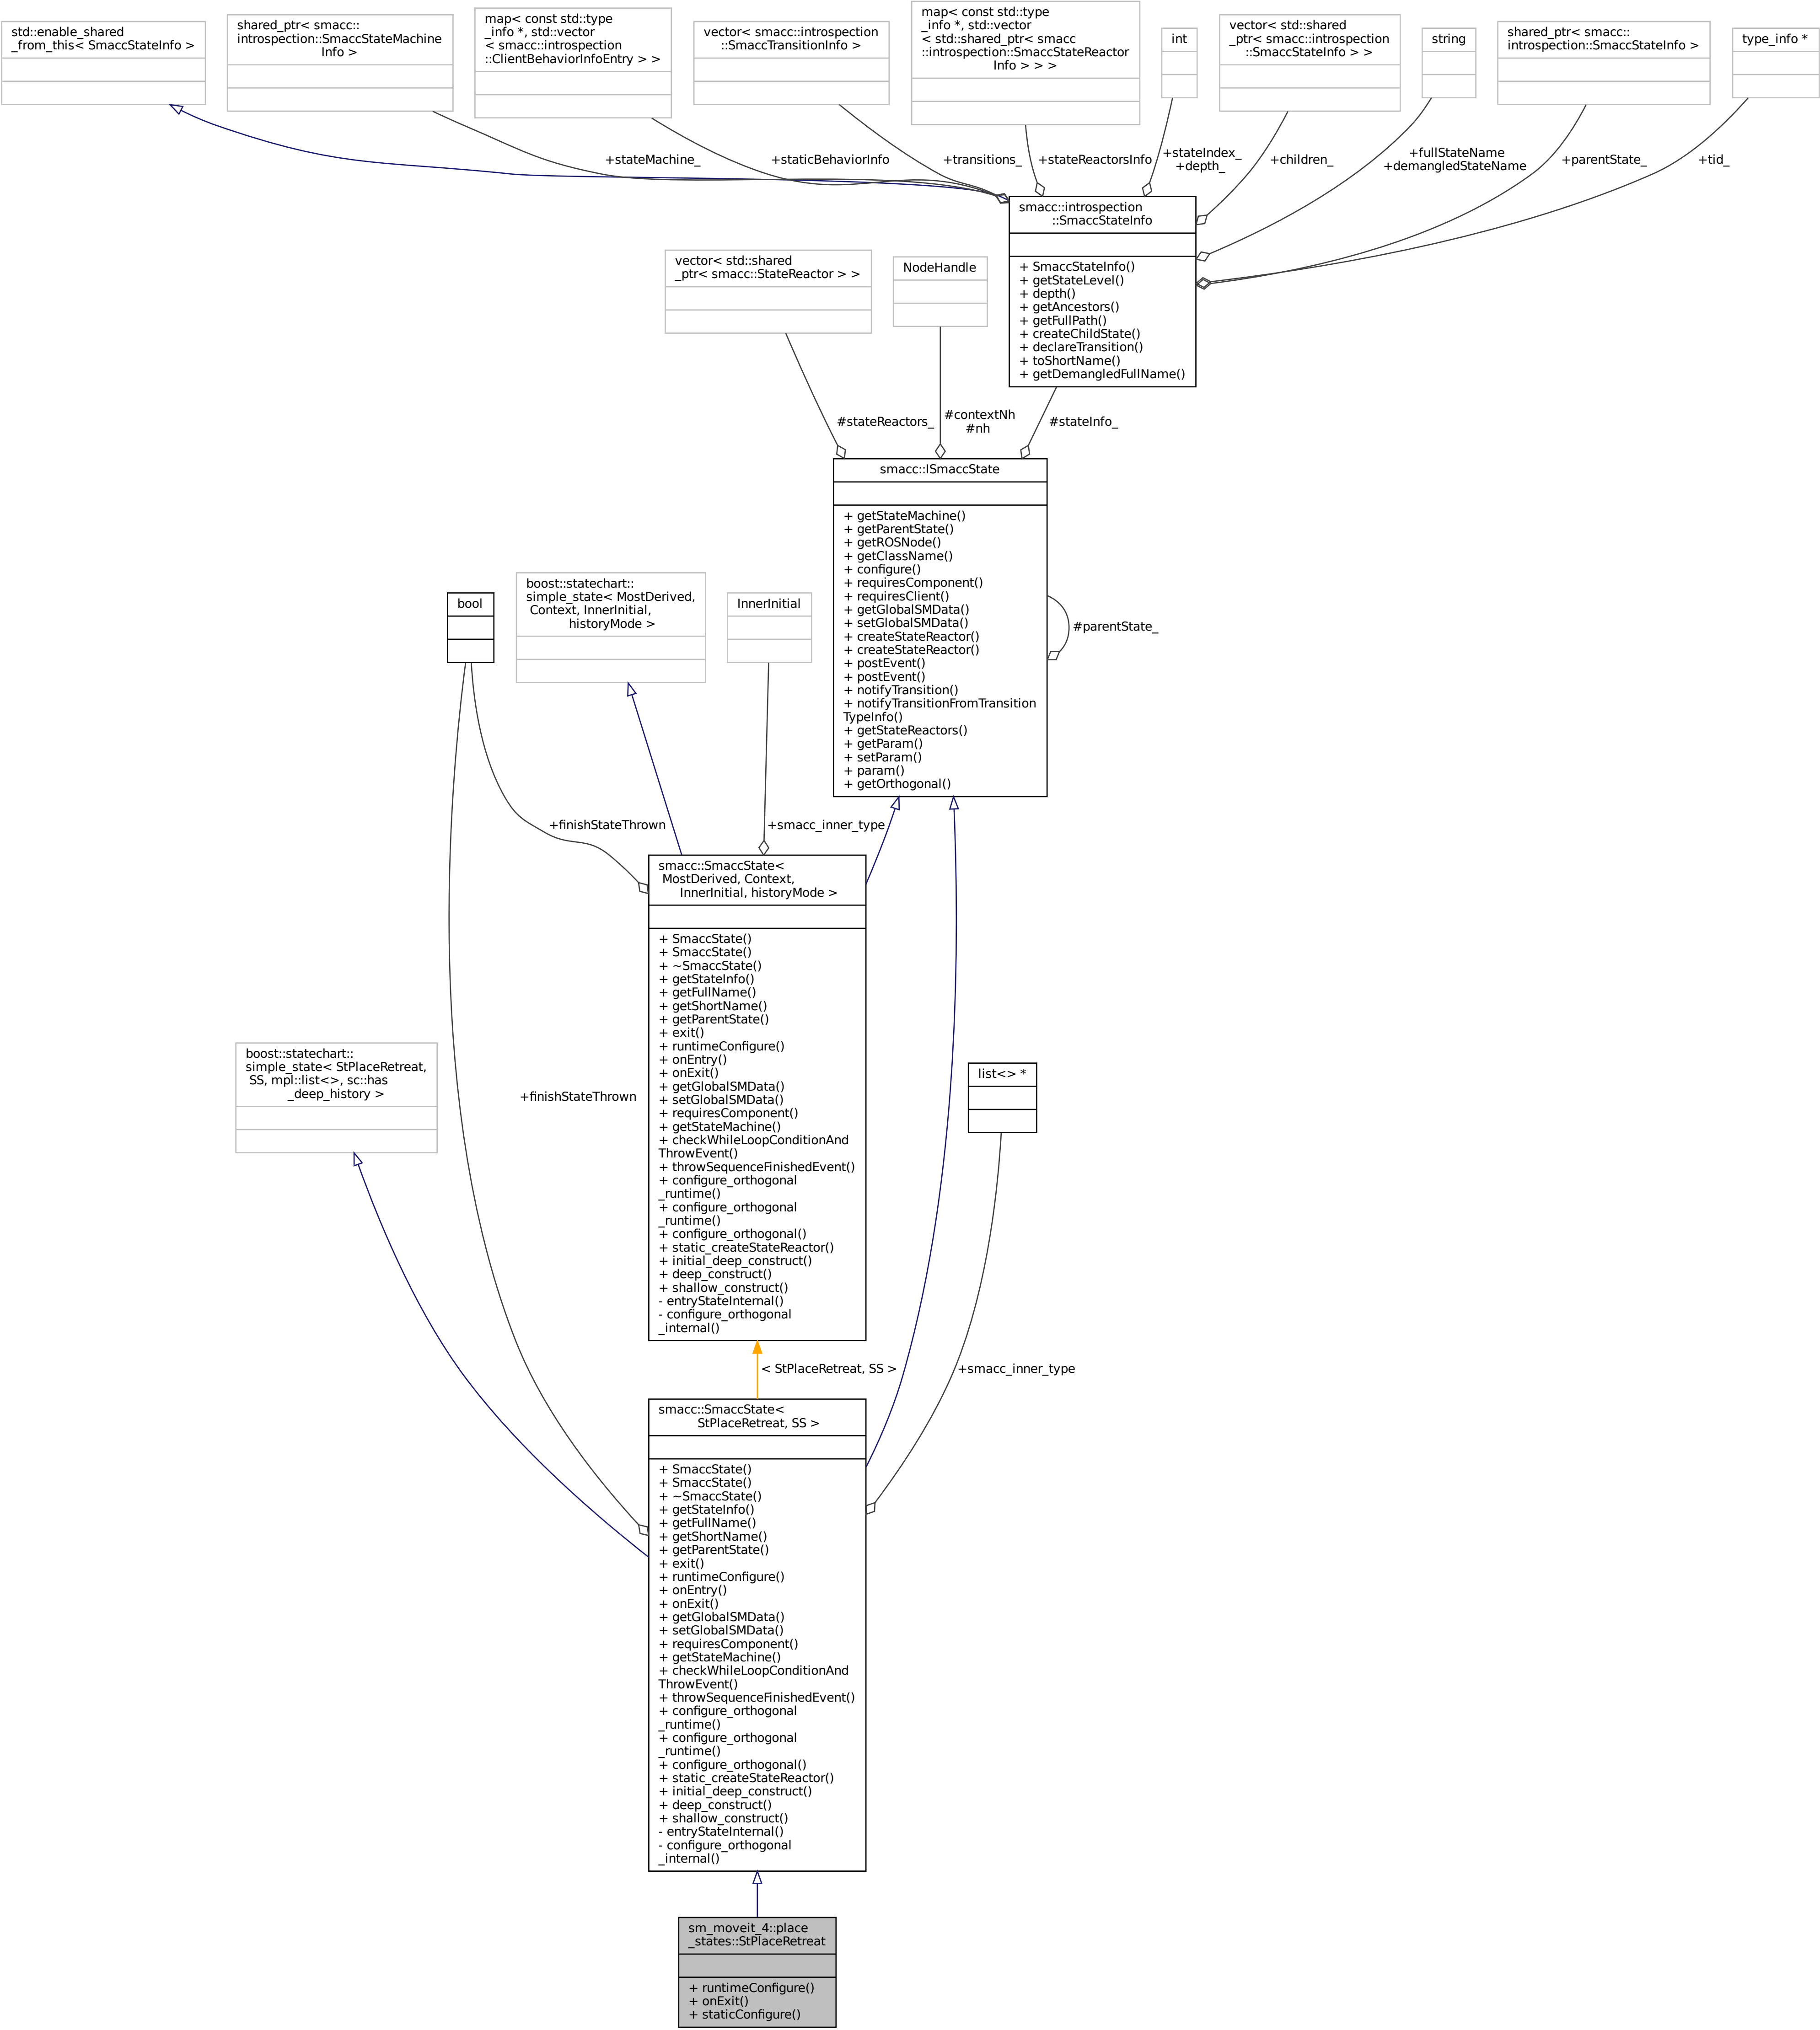 std::enable_shared
_from_this< SmaccStateInfo >
shared_ptr< smacc::
introspection::SmaccStateMachine
Info >
map< const std::type
_info *, std::vector
< smacc::introspection
::ClientBehaviorInfoEntry > >
vector< smacc::introspection
::SmaccTransitionInfo >
map< const std::type
_info *, std::vector
< std::shared_ptr< smacc
::introspection::SmaccStateReactor
Info > > >
int
vector< std::shared
_ptr< smacc::introspection
::SmaccStateInfo > >
string
shared_ptr< smacc::
introspection::SmaccStateInfo >
type_info *
+stateMachine_
+staticBehaviorInfo
+transitions_
+stateReactorsInfo
+stateIndex_
+depth_
+children_
+fullStateName
+demangledStateName
+parentState_
+tid_
smacc::introspection
::SmaccStateInfo
+ SmaccStateInfo()
+ getStateLevel()
+ depth()
+ getAncestors()
+ getFullPath()
+ createChildState()
+ declareTransition()
+ toShortName()
+ getDemangledFullName()
vector< std::shared
_ptr< smacc::StateReactor > >
NodeHandle
#stateReactors_
#contextNh
#nh
#stateInfo_
smacc::ISmaccState
+ getStateMachine()
+ getParentState()
+ getROSNode()
+ getClassName()
+ configure()
+ requiresComponent()
+ requiresClient()
+ getGlobalSMData()
+ setGlobalSMData()
+ createStateReactor()
+ createStateReactor()
+ postEvent()
+ postEvent()
+ notifyTransition()
+ notifyTransitionFromTransition
TypeInfo()
+ getStateReactors()
+ getParam()
+ setParam()
+ param()
+ getOrthogonal()
#parentState_
bool
boost::statechart::
simple_state< MostDerived,
Context, InnerInitial,
historyMode >
InnerInitial
+finishStateThrown
+smacc_inner_type
smacc::SmaccState<
MostDerived, Context,
InnerInitial, historyMode >
+ SmaccState()
+ SmaccState()
+ ~SmaccState()
+ getStateInfo()
+ getFullName()
+ getShortName()
+ getParentState()
+ exit()
+ runtimeConfigure()
+ onEntry()
+ onExit()
+ getGlobalSMData()
+ setGlobalSMData()
+ requiresComponent()
+ getStateMachine()
+ checkWhileLoopConditionAnd
ThrowEvent()
+ throwSequenceFinishedEvent()
+ configure_orthogonal
_runtime()
+ configure_orthogonal
_runtime()
+ configure_orthogonal()
+ static_createStateReactor()
+ initial_deep_construct()
+ deep_construct()
+ shallow_construct()
- entryStateInternal()
- configure_orthogonal
_internal()
boost::statechart::
simple_state< StPlaceRetreat,
SS, mpl::list<>, sc::has
_deep_history >
+finishStateThrown
list<> *
< StPlaceRetreat, SS >
+smacc_inner_type
smacc::SmaccState<
StPlaceRetreat, SS >
+ SmaccState()
+ SmaccState()
+ ~SmaccState()
+ getStateInfo()
+ getFullName()
+ getShortName()
+ getParentState()
+ exit()
+ runtimeConfigure()
+ onEntry()
+ onExit()
+ getGlobalSMData()
+ setGlobalSMData()
+ requiresComponent()
+ getStateMachine()
+ checkWhileLoopConditionAnd
ThrowEvent()
+ throwSequenceFinishedEvent()
+ configure_orthogonal
_runtime()
+ configure_orthogonal
_runtime()
+ configure_orthogonal()
+ static_createStateReactor()
+ initial_deep_construct()
+ deep_construct()
+ shallow_construct()
- entryStateInternal()
- configure_orthogonal
_internal()
sm_moveit_4::place
_states::StPlaceRetreat
+ runtimeConfigure()
+ onExit()
+ staticConfigure()